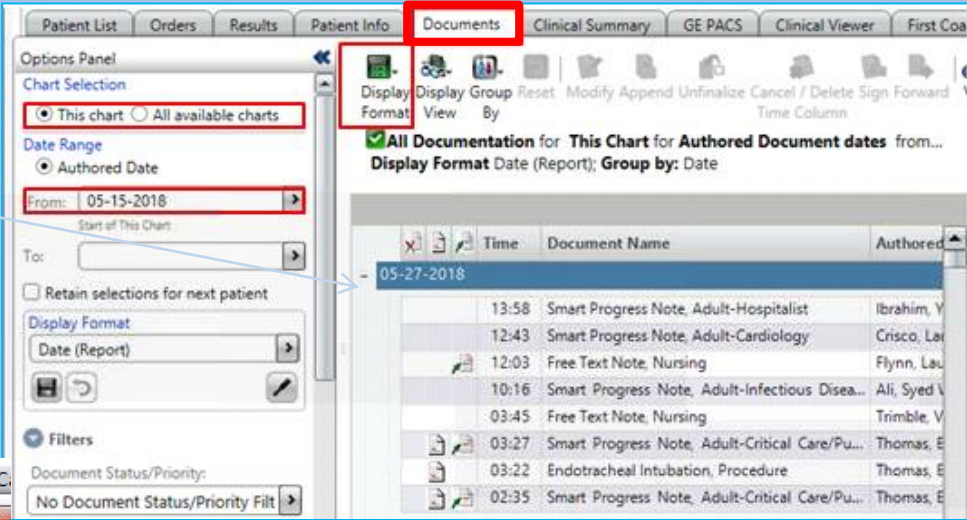 Patient List Orders Results Patient Info Documents Clinical Summary GE PACS Clinical Viewer First Coa
Options Panel
Chart Selection
This chart All available charts
Date Range
Authored Date
From: 05-15-2018
Start of This Chart
To:
Retain selections for next patient
Display Format
Date (Report)
Filters
Document Status/Priority:
No Document Status/Priority Filt
Display Format Display View Group By Reset Modify Append Unfinalize Cancel / Delete Sign Forward
Time Column
All Documentation for This Chart for Authored Document dates from...
Display Format Date (Report); Group by: Date
Time Document Name Authored
05-27-2018
13:58 Smart Progress Note, Adult-Hospitalist Ibrahim, Y
12:43 Smart Progress Note, Adult-Cardiology Crisco, Lau
12:03 Free Text Note, Nursing Flynn, Lau
10:16 Smart Progress Note, Adult-Infectious Disea... Ali, Syed
03:45 Free Text Note, Nursing Trimble, V
03:27 Smart Progress Note, Adult-Critical Care/Pu... Thomas, E
03:22 Endotracheal Intubation, Procedure Thomas, E
02:35 Smart Progress Note, Adult-Critical Care/Pu... Thomas, E